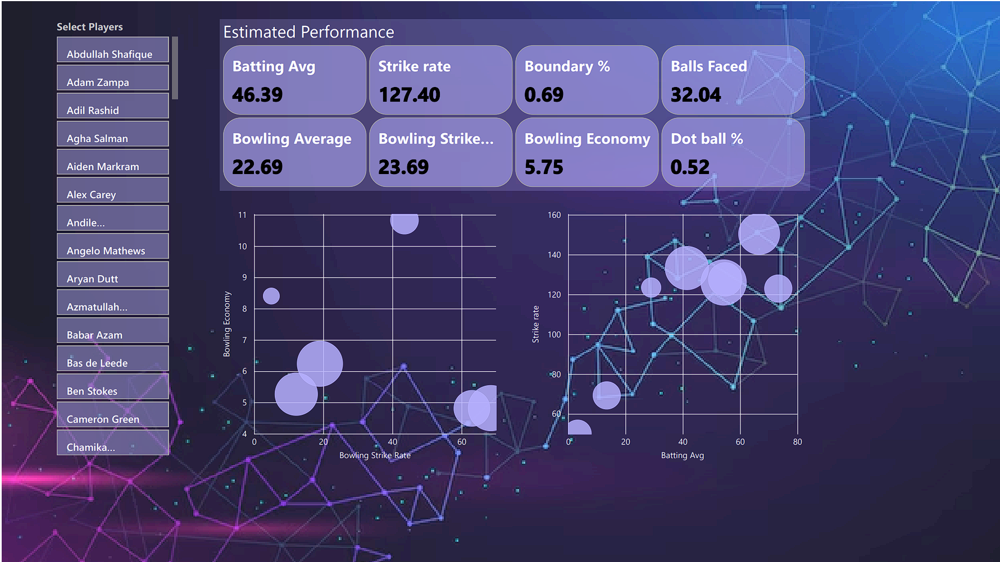 Select Players
Abdullah Shafique
Adam Zampa
Adil Rashid
Agha Salman
Aiden Markram
Alex Carey
Andile...
Angelo Mathews
Aryan Dutt
Azmatullah...
Babar Azam
Bas de Leede
Ben Stokes
Cameron Green
Chamika...
Estimated Performance
Batting Avg
46.39
Strike rate
127.40
Boundary %
0.69
Balls Faced
32.04
Bowling Average
22.69
Bowling Strike...
23.69
Bowling Economy
5.75
Dot ball %
0.52
Bowling Economy
11
10
9
8
7
6
5
4
0 20 40 60
Bowling Strike Rate
Strike rate
160
140
120
100
80
60
0 20 40 60 80
Batting Avg